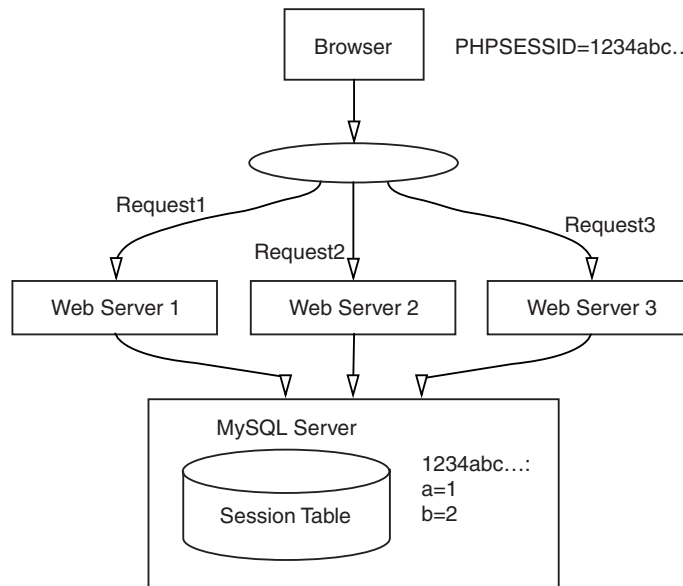 Browser
PHPSESSID=1234abc…
Request1
Request2
Request3
Web Server 1
Web Server 2
Web Server 3
MySQL Server
Session Table
1234abc…:
a=1
b=2